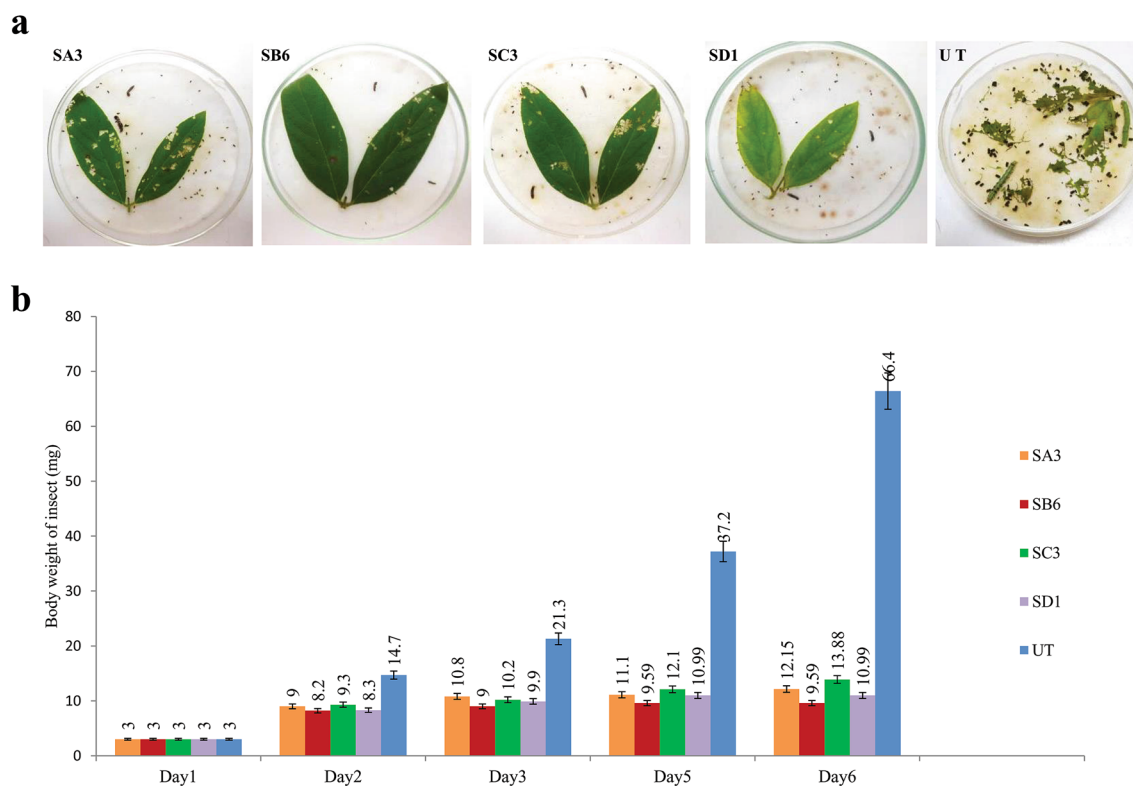 a
SA3 SB6 SC3 SD1 U T
b
80
70
60
50
40
30
20
10
0
Body weight of insect (mg)
3 3 3 3 3
9 8.2 9.3 8.3 14.7
10.8 9 10.2 9.9 21.3
11.1 9.59 12.1 10.99 37.2
12.15 9.59 13.88 10.99 66.4
Day1 Day2 Day3 Day5 Day6
SA3
SB6
SC3
SD1
UT